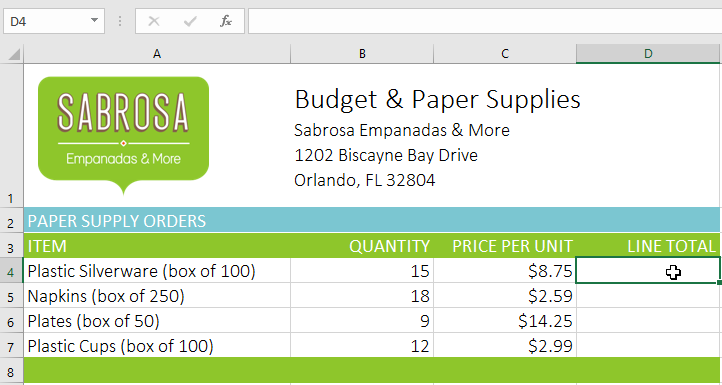 D4 fx
A B C D
SABROSA
Empanadas & More
Budget & Paper Supplies
Sabrosa Empanadas & More
1202 Biscayne Bay Drive
Orlando, FL 32804
1
2 PAPER SUPPLY ORDERS
3 ITEM QUANTITY PRICE PER UNIT LINE TOTAL
4 Plastic Silverware (box of 100) 15 $8.75
5 Napkins (box of 250) 18 $2.59
6 Plates (box of 50) 9 $14.25
7 Plastic Cups (box of 100) 12 $2.99
8